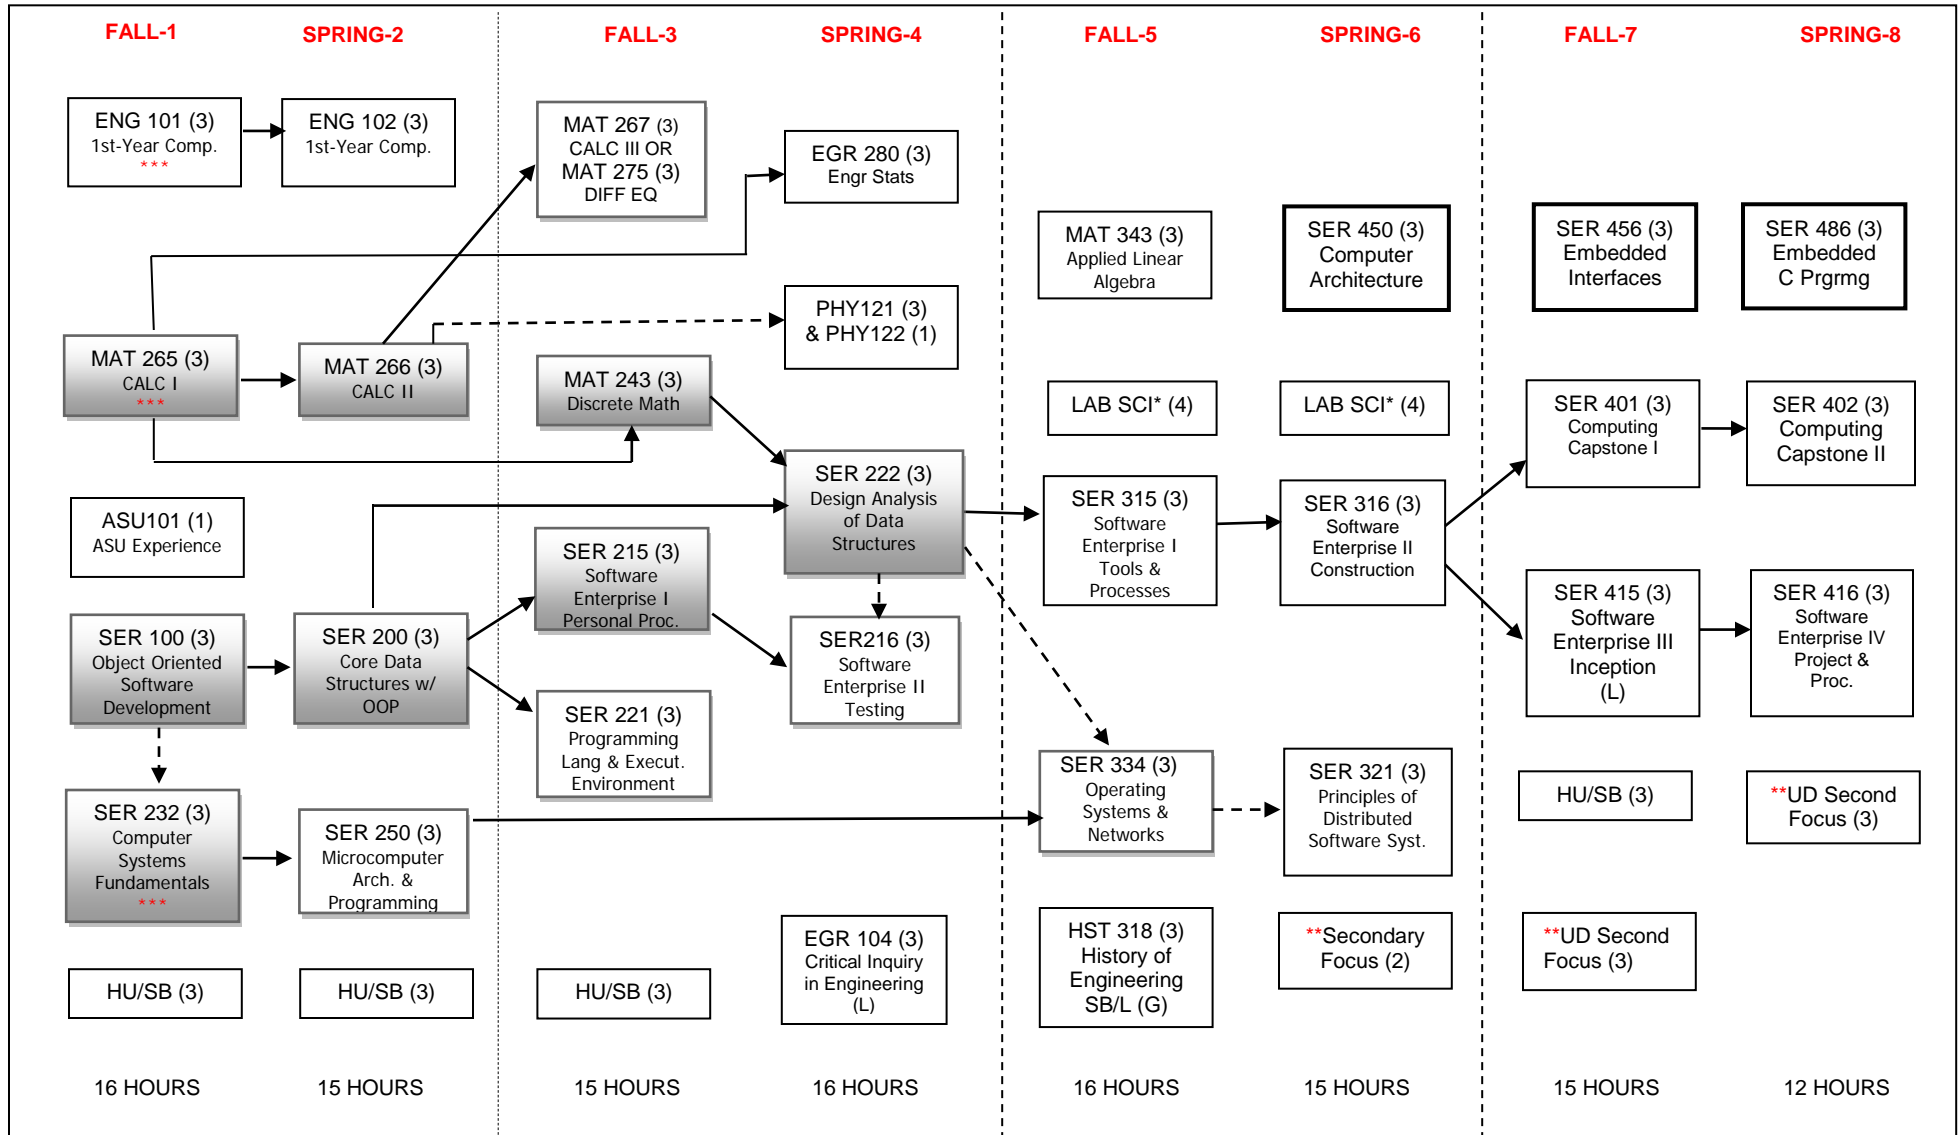 FALL-1
SPRING-2
FALL-3
SPRING-4
FALL-5
SPRING-6
FALL-7
SPRING-8
ENG 101 (3)
1st-Year Comp.
***
MAT 265 (3)
CALC I
***
ASU101 (1)
ASU Experience
SER 100 (3)
Object Oriented
Software
Development
SER 232 (3)
Computer
Systems
Fundamentals
***
HU/SB (3)
16 HOURS
ENG 102 (3)
1st-Year Comp.
MAT 266 (3)
CALC II
SER 200 (3)
Core Data
Structures w/
OOP
SER 250 (3)
Microcomputer
Arch. &
Programming
HU/SB (3)
15 HOURS
MAT 267 (3)
CALC III OR
MAT 275 (3)
DIFF EQ
MAT 243 (3)
Discrete Math
SER 215 (3)
Software
Enterprise I
Personal Proc.
SER 221 (3)
Programming
Lang & Execut.
Environment
HU/SB (3)
15 HOURS
EGR 280 (3)
Engr Stats
PHY121 (3)
& PHY122 (1)
SER 222 (3)
Design Analysis
of Data
Structures
SER216 (3)
Software
Enterprise II
Testing
EGR 104 (3)
Critical Inquiry
in Engineering
(L)
16 HOURS
MAT 343 (3)
Applied Linear
Algebra
LAB SCI* (4)
SER 315 (3)
Software
Enterprise I
Tools &
Processes
SER 334 (3)
Operating
Systems &
Networks
HST 318 (3)
History of
Engineering
SB/L (G)
16 HOURS
SER 450 (3)
Computer
Architecture
LAB SCI* (4)
SER 316 (3)
Software
Enterprise II
Construction
SER 321 (3)
Principles of
Distributed
Software Syst.
**Secondary
Focus (2)
15 HOURS
SER 456 (3)
Embedded
Interfaces
SER 401 (3)
Computing
Capstone I
SER 415 (3)
Software
Enterprise III
Inception
(L)
HU/SB (3)
**UD Second
Focus (3)
15 HOURS
SER 486 (3)
Embedded
C Prgrmg
SER 402 (3)
Computing
Capstone II
SER 416 (3)
Software
Enterprise IV
Project &
Proc.
**UD Second
Focus (3)
12 HOURS